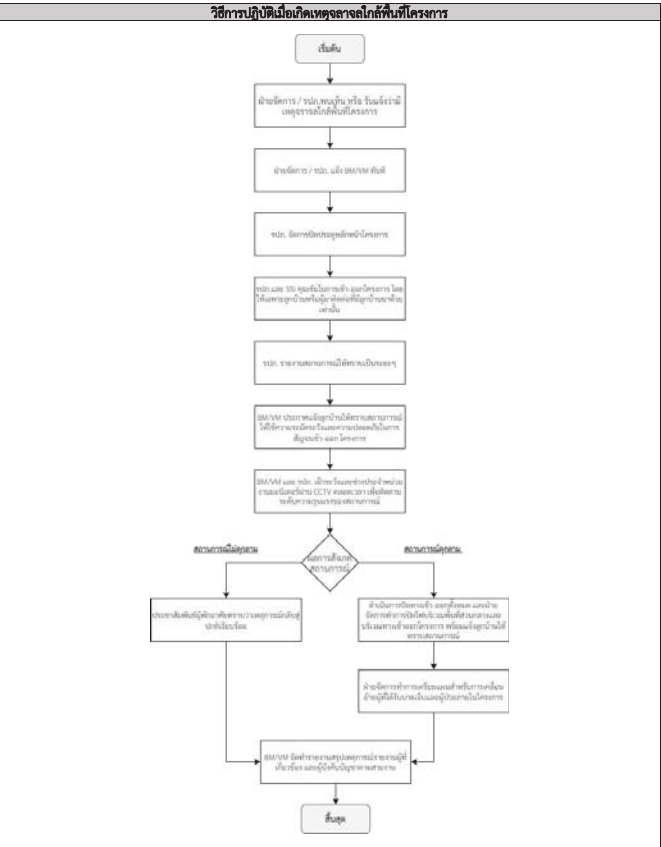 วิธีการปฏิบัติเมื่อเกิดเหตุจลาจลใกล้พื้นที่โครงการ
เริ่มต้น
ฝ่ายจัดการ / รปภ.พบเห็น หรือ รับแจ้งว่ามี
เหตุจราจลใกล้พื้นที่โครงการ
ฝ่ายจัดการ / รปภ. แจ้ง BM/VM ทันที
รปภ. จัดการปิดประตูหลักหน้าโครงการ
รปภ.และ SSI คุมเข้มในการเข้า-ออกโครงการ โดย
ให้เฉพาะลูกบ้านหรือผู้มาติดต่อที่มีลูกบ้านมาด้วย
เท่านั้น
รปภ. รายงานสถานการณ์ให้ทราบเป็นระยะๆ
BM/VM ประกาศแจ้งลูกบ้านให้ทราบสถานการณ์
ให้ใช้ความระมัดระวังและความปลอดภัยในการ
สัญจรเข้า-ออก โครงการ
BM/VM และ รปภ. เฝ้าระวังและช่างประจำหน่วย
งานมอนิเตอร์ผ่าน CCTV ตลอดเวลา เพื่อติดตาม
ระดับความรุนแรงของสถานการณ์
ผลการสังเกต
สถานการณ์
สถานการณ์ไม่ลุกลาม
สถานการณ์ลุกลาม
ประชาสัมพันธ์ผู้พักอาศัยทราบว่าเหตุการณ์กลับสู่
ปกติเรียบร้อย
ดำเนินการปิดทางเข้า-ออกทั้งหมด และฝ่าย
จัดการทำการปิดไฟบริเวณพื้นที่ส่วนกลางและ
บริเวณทางเข้าออกโครงการ พร้อมแจ้งลูกบ้านให้
ทราบสถานการณ์
ฝ่ายจัดการทำการเตรียมแผนสำหรับการเคลื่อน
ย้ายผู้ที่ได้รับบาดเจ็บและผู้ป่วยภายในโครงการ
BM/VM จัดทำรายงานสรุปเหตุการณ์รายงานผู้ที่
เกี่ยวข้อง และผู้บังคับบัญชาตามสายงาน
สิ้นสุด